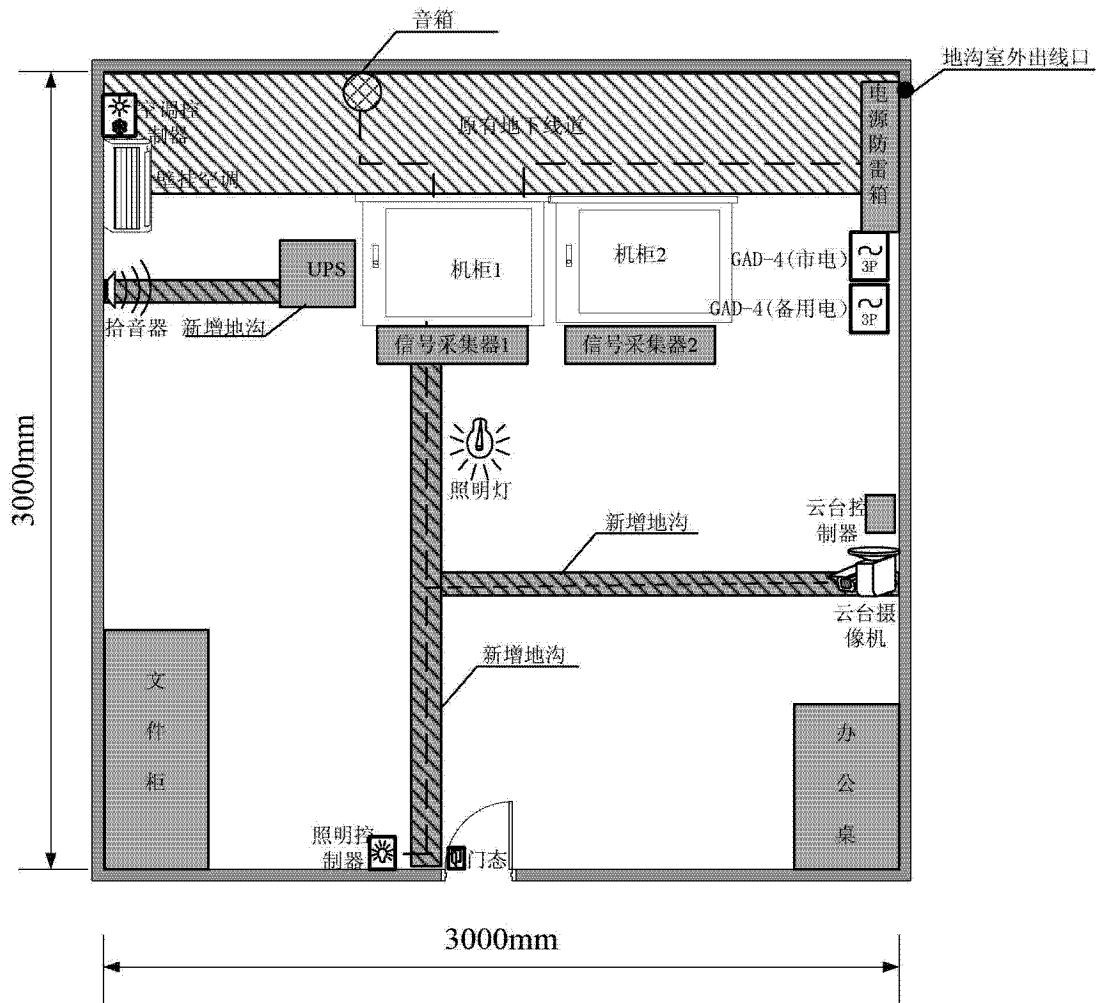 音箱
地沟室外出线口
空调控
制器
原有地下线道
电
源
防
雷
箱
壁挂空调
UPS
机柜1
机柜2
GAD-4(市电)
3P
拾音器
新增地沟
GAD-4(备用电)
3P
信号采集器1
信号采集器2
3000mm
照明灯
云台控
制器
新增地沟
云台摄
像机
新增地沟
文
件
柜
办
公
桌
照明控
制器
门态
3000mm